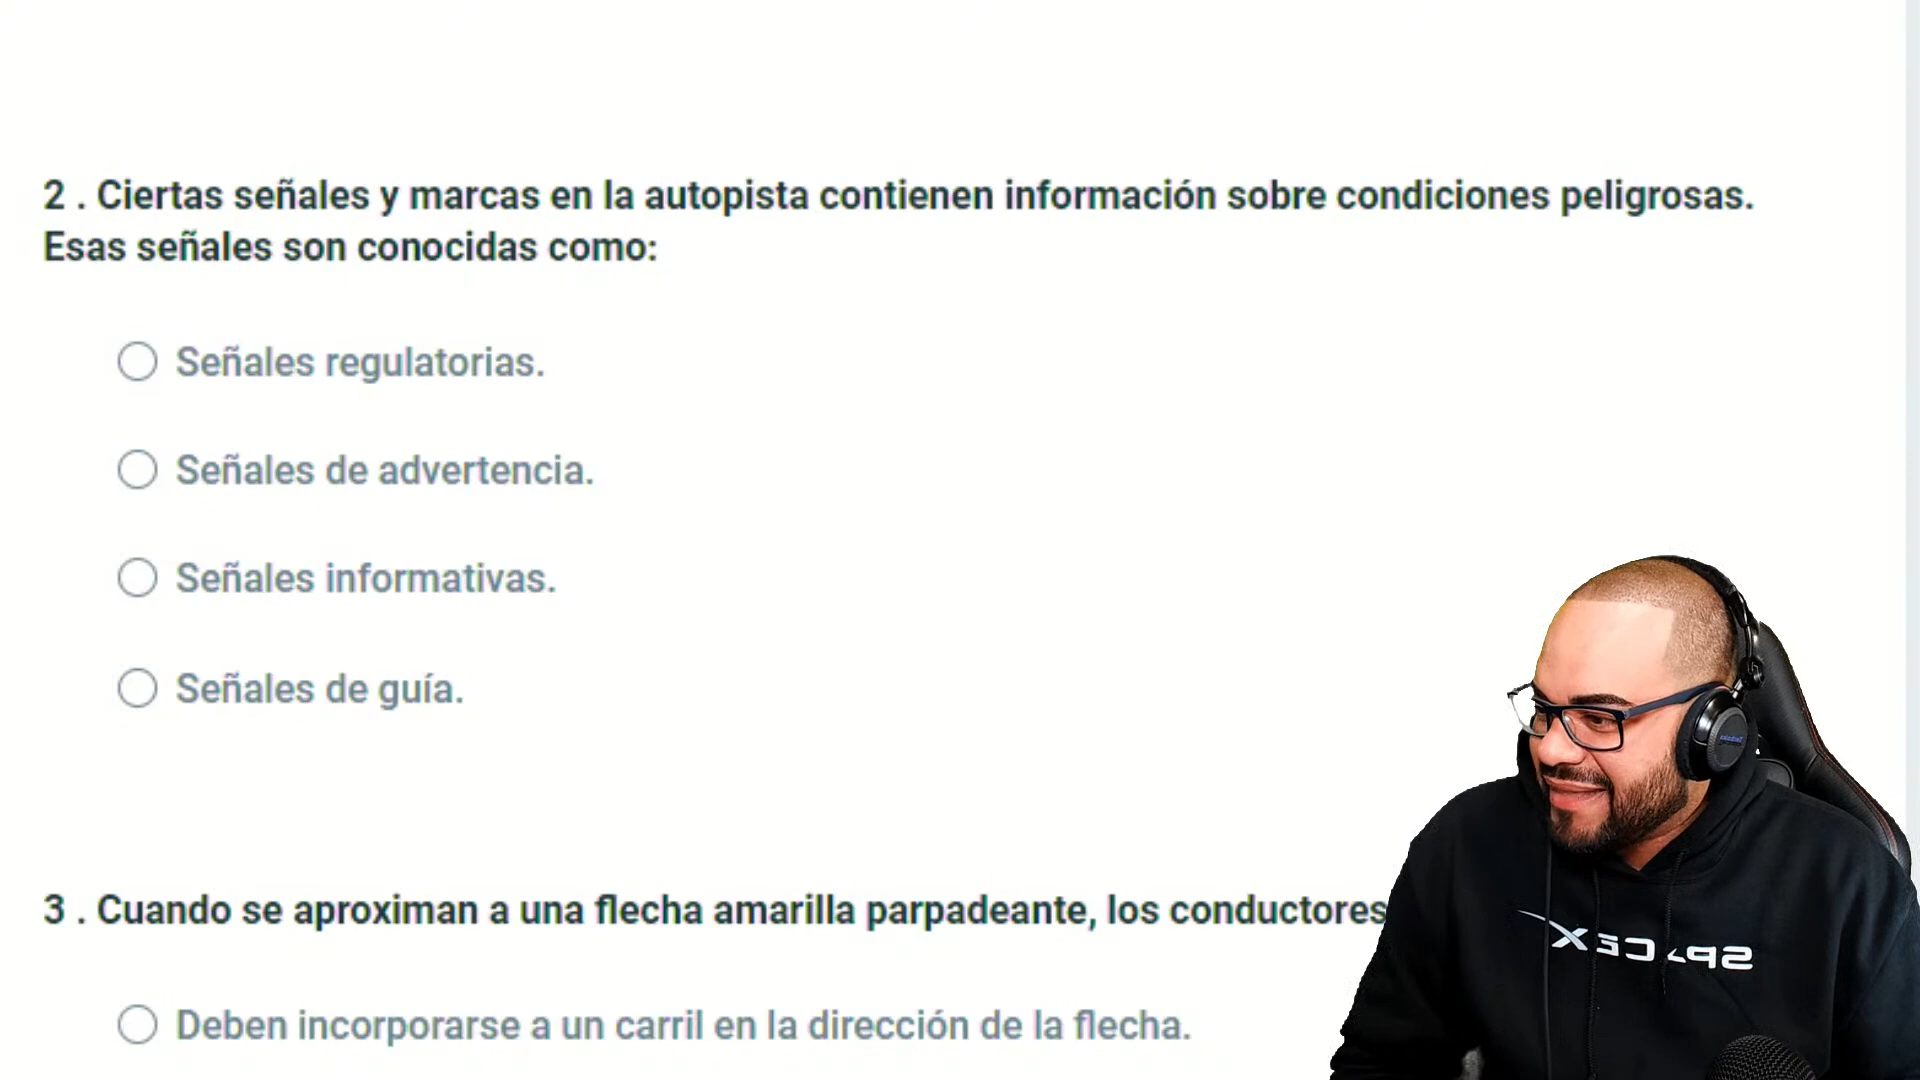 2 . Ciertas señales y marcas en la autopista contienen información sobre condiciones peligrosas.
Esas señales son conocidas como:
Señales regulatorias.
Señales de advertencia.
Señales informativas.
Señales de guía.
3 . Cuando se aproximan a una flecha amarilla parpadeante, los conductores
SPACEX
Deben incorporarse a un carril en la dirección de la flecha.